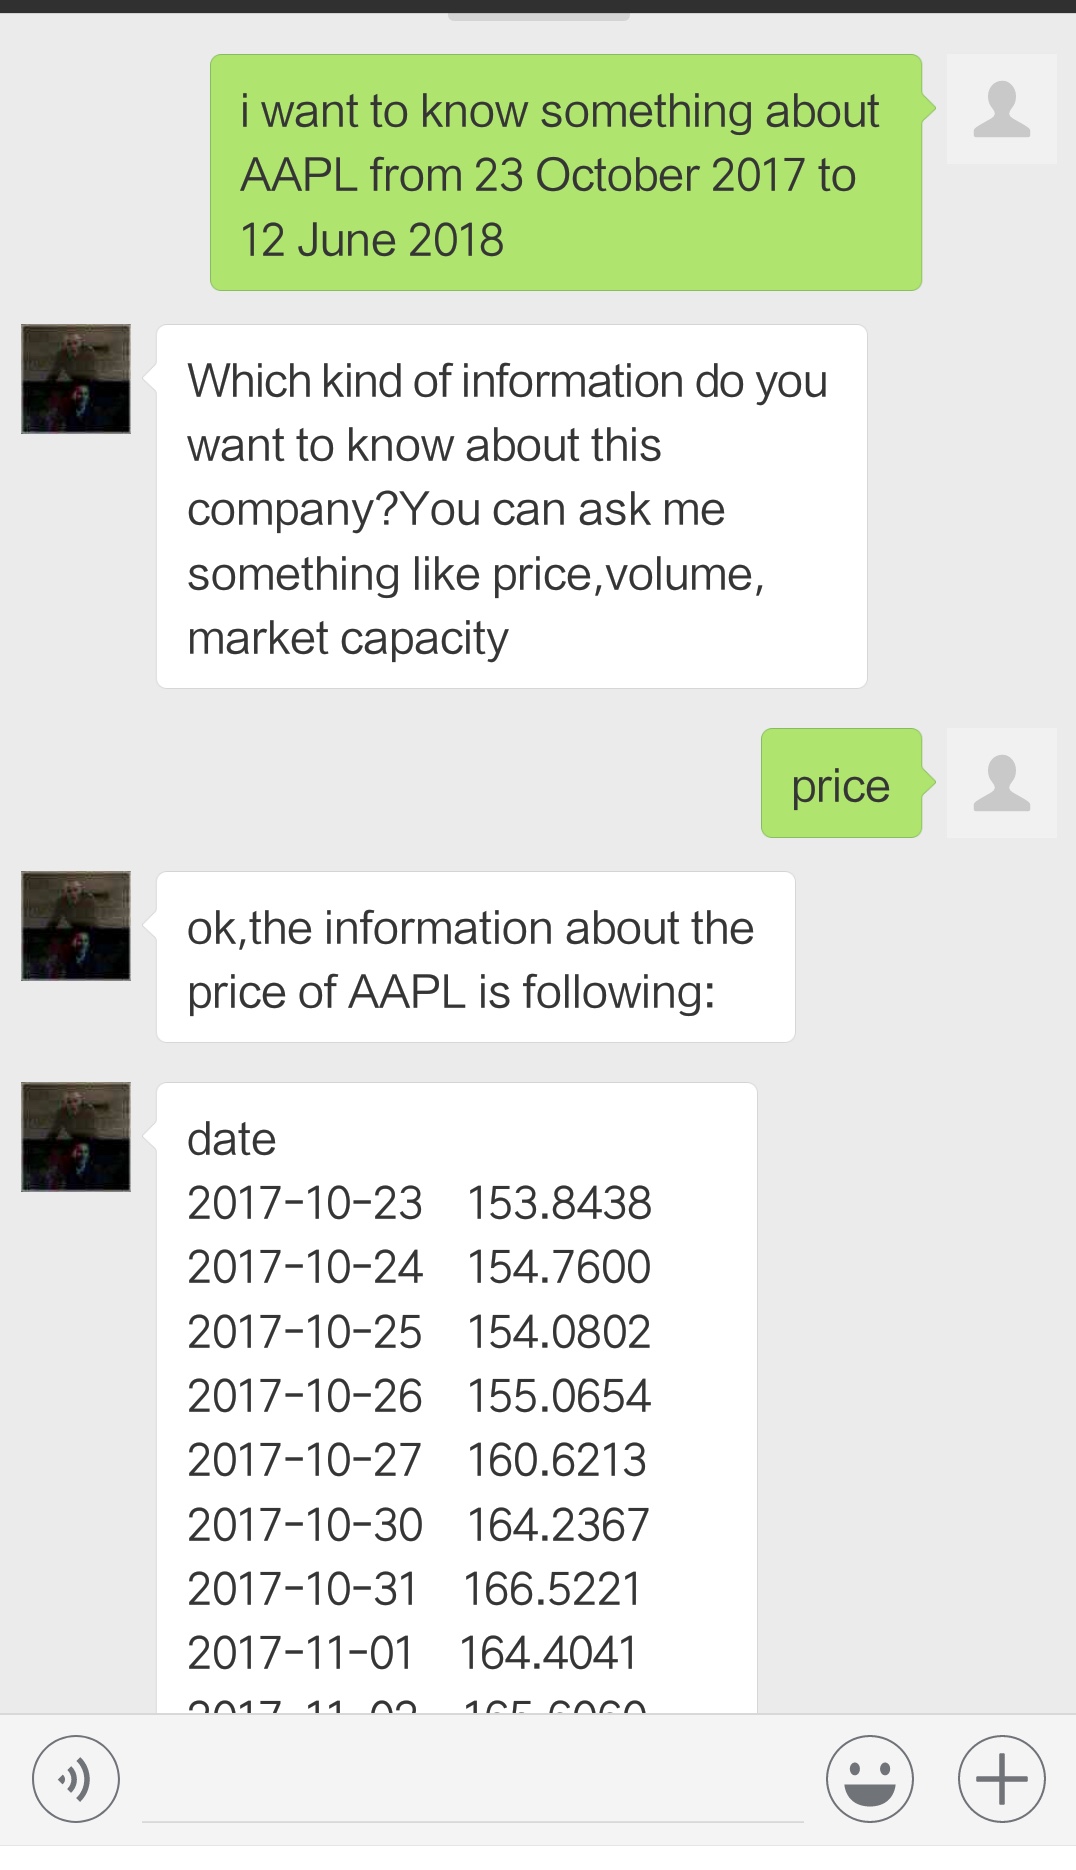 i want to know something about
AAPL from 23 October 2017 to
12 June 2018
Which kind of information do you
want to know about this
company?You can ask me
something like price,volume,
market capacity
price
ok,the information about the
price of AAPL is following:
date
2017-10-23 153.8438
2017-10-24 154.7600
2017-10-25 154.0802
2017-10-26 155.0654
2017-10-27 160.6213
2017-10-30 164.2367
2017-10-31 166.5221
2017-11-01 164.4041